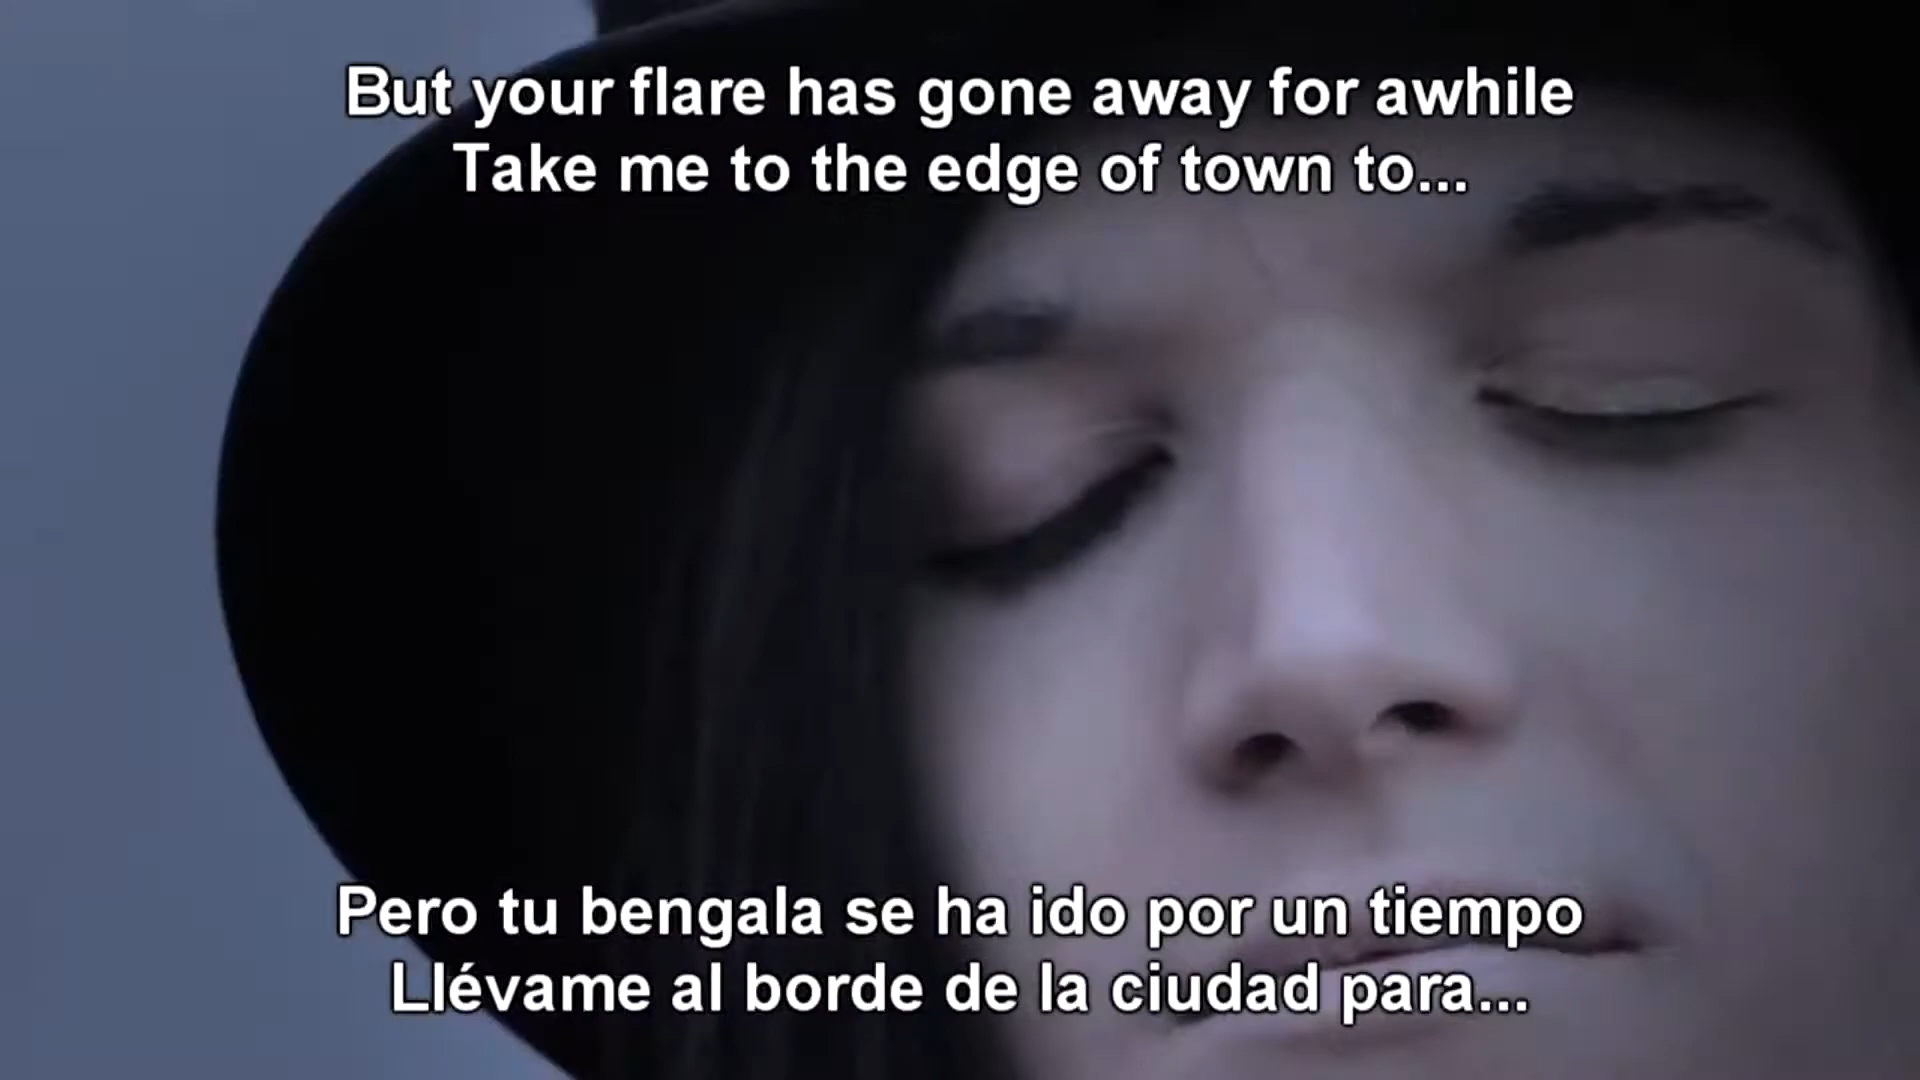 But your flare has gone away for awhile
Take me to the edge of town to...
Pero tu bengala se ha ido por un tiempo
Llévame al borde de la ciudad para...